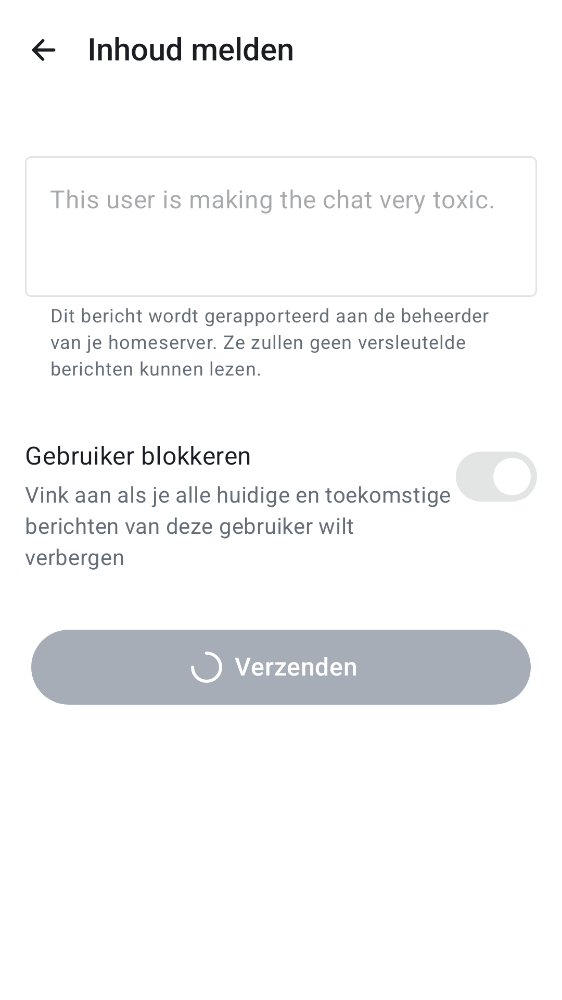 Inhoud melden
This user is making the chat very toxic.
Dit bericht wordt gerapporteerd aan de beheerder
van je homeserver. Ze zullen geen versleutelde
berichten kunnen lezen.
Gebruiker blokkeren
Vink aan als je alle huidige en toekomstige
berichten van deze gebruiker wilt
verbergen
Verzenden